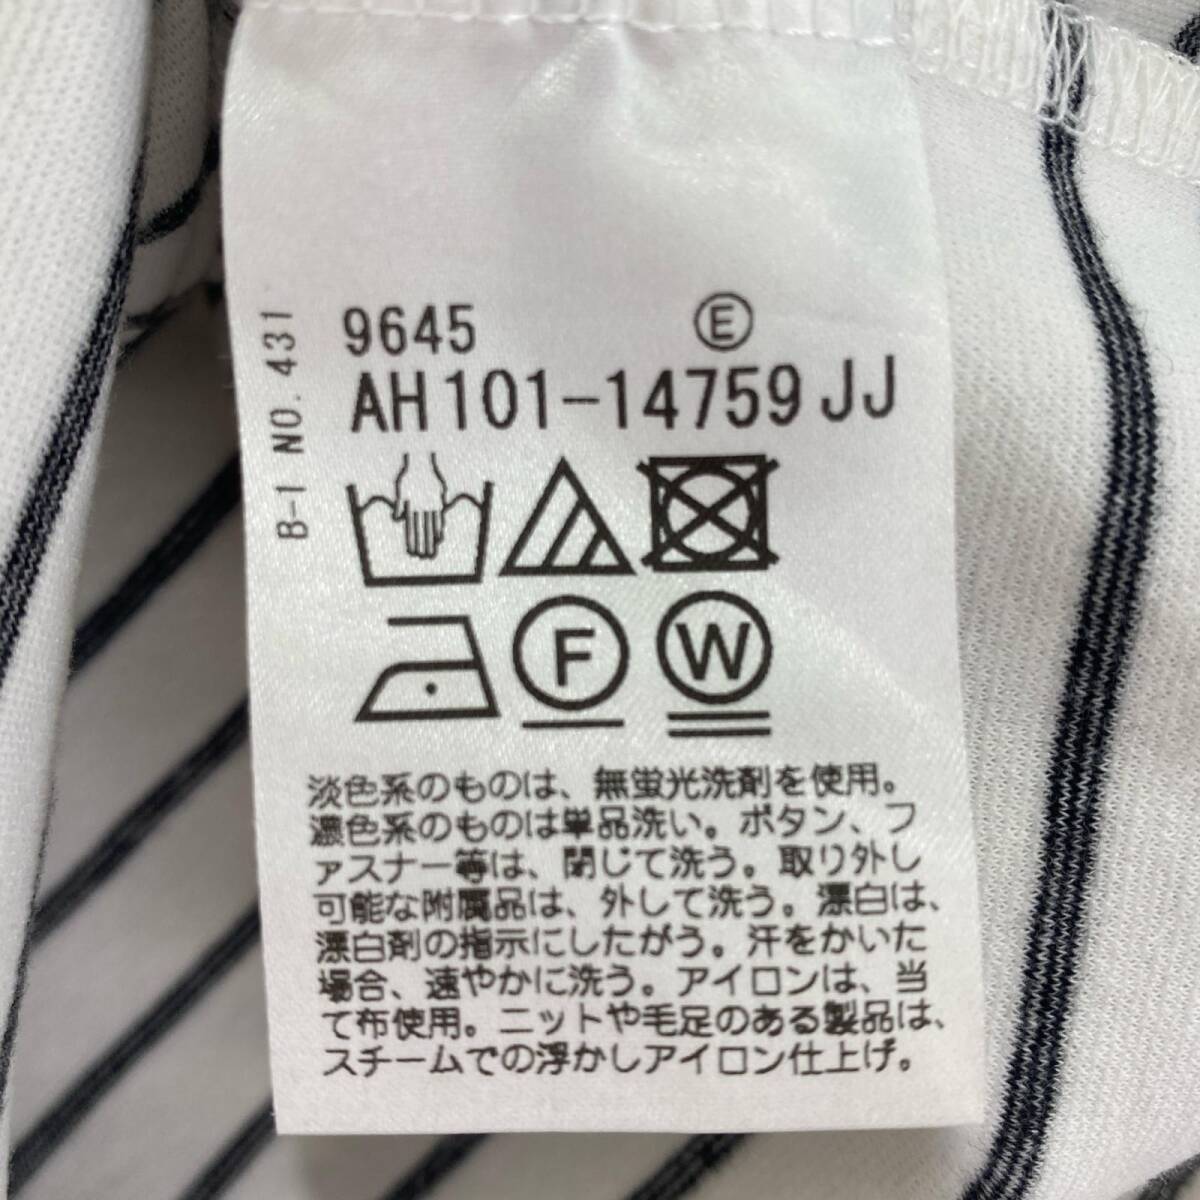 9645 Ⓔ
AH101-14759 JJ
B-1 NO. 431
F W
淡色系のものは、無蛍光洗剤を使用。
濃色系のものは単品洗い。ボタン、フ
ァスナー等は、閉じて洗う。取り外し
可能な附属品は、外して洗う。漂白は、
漂白剤の指示にしたがう。汗をかいた
場合、速やかに洗う。アイロンは、当
て布使用。ニットや毛足のある製品は、
スチームでの浮かしアイロン仕上げ。